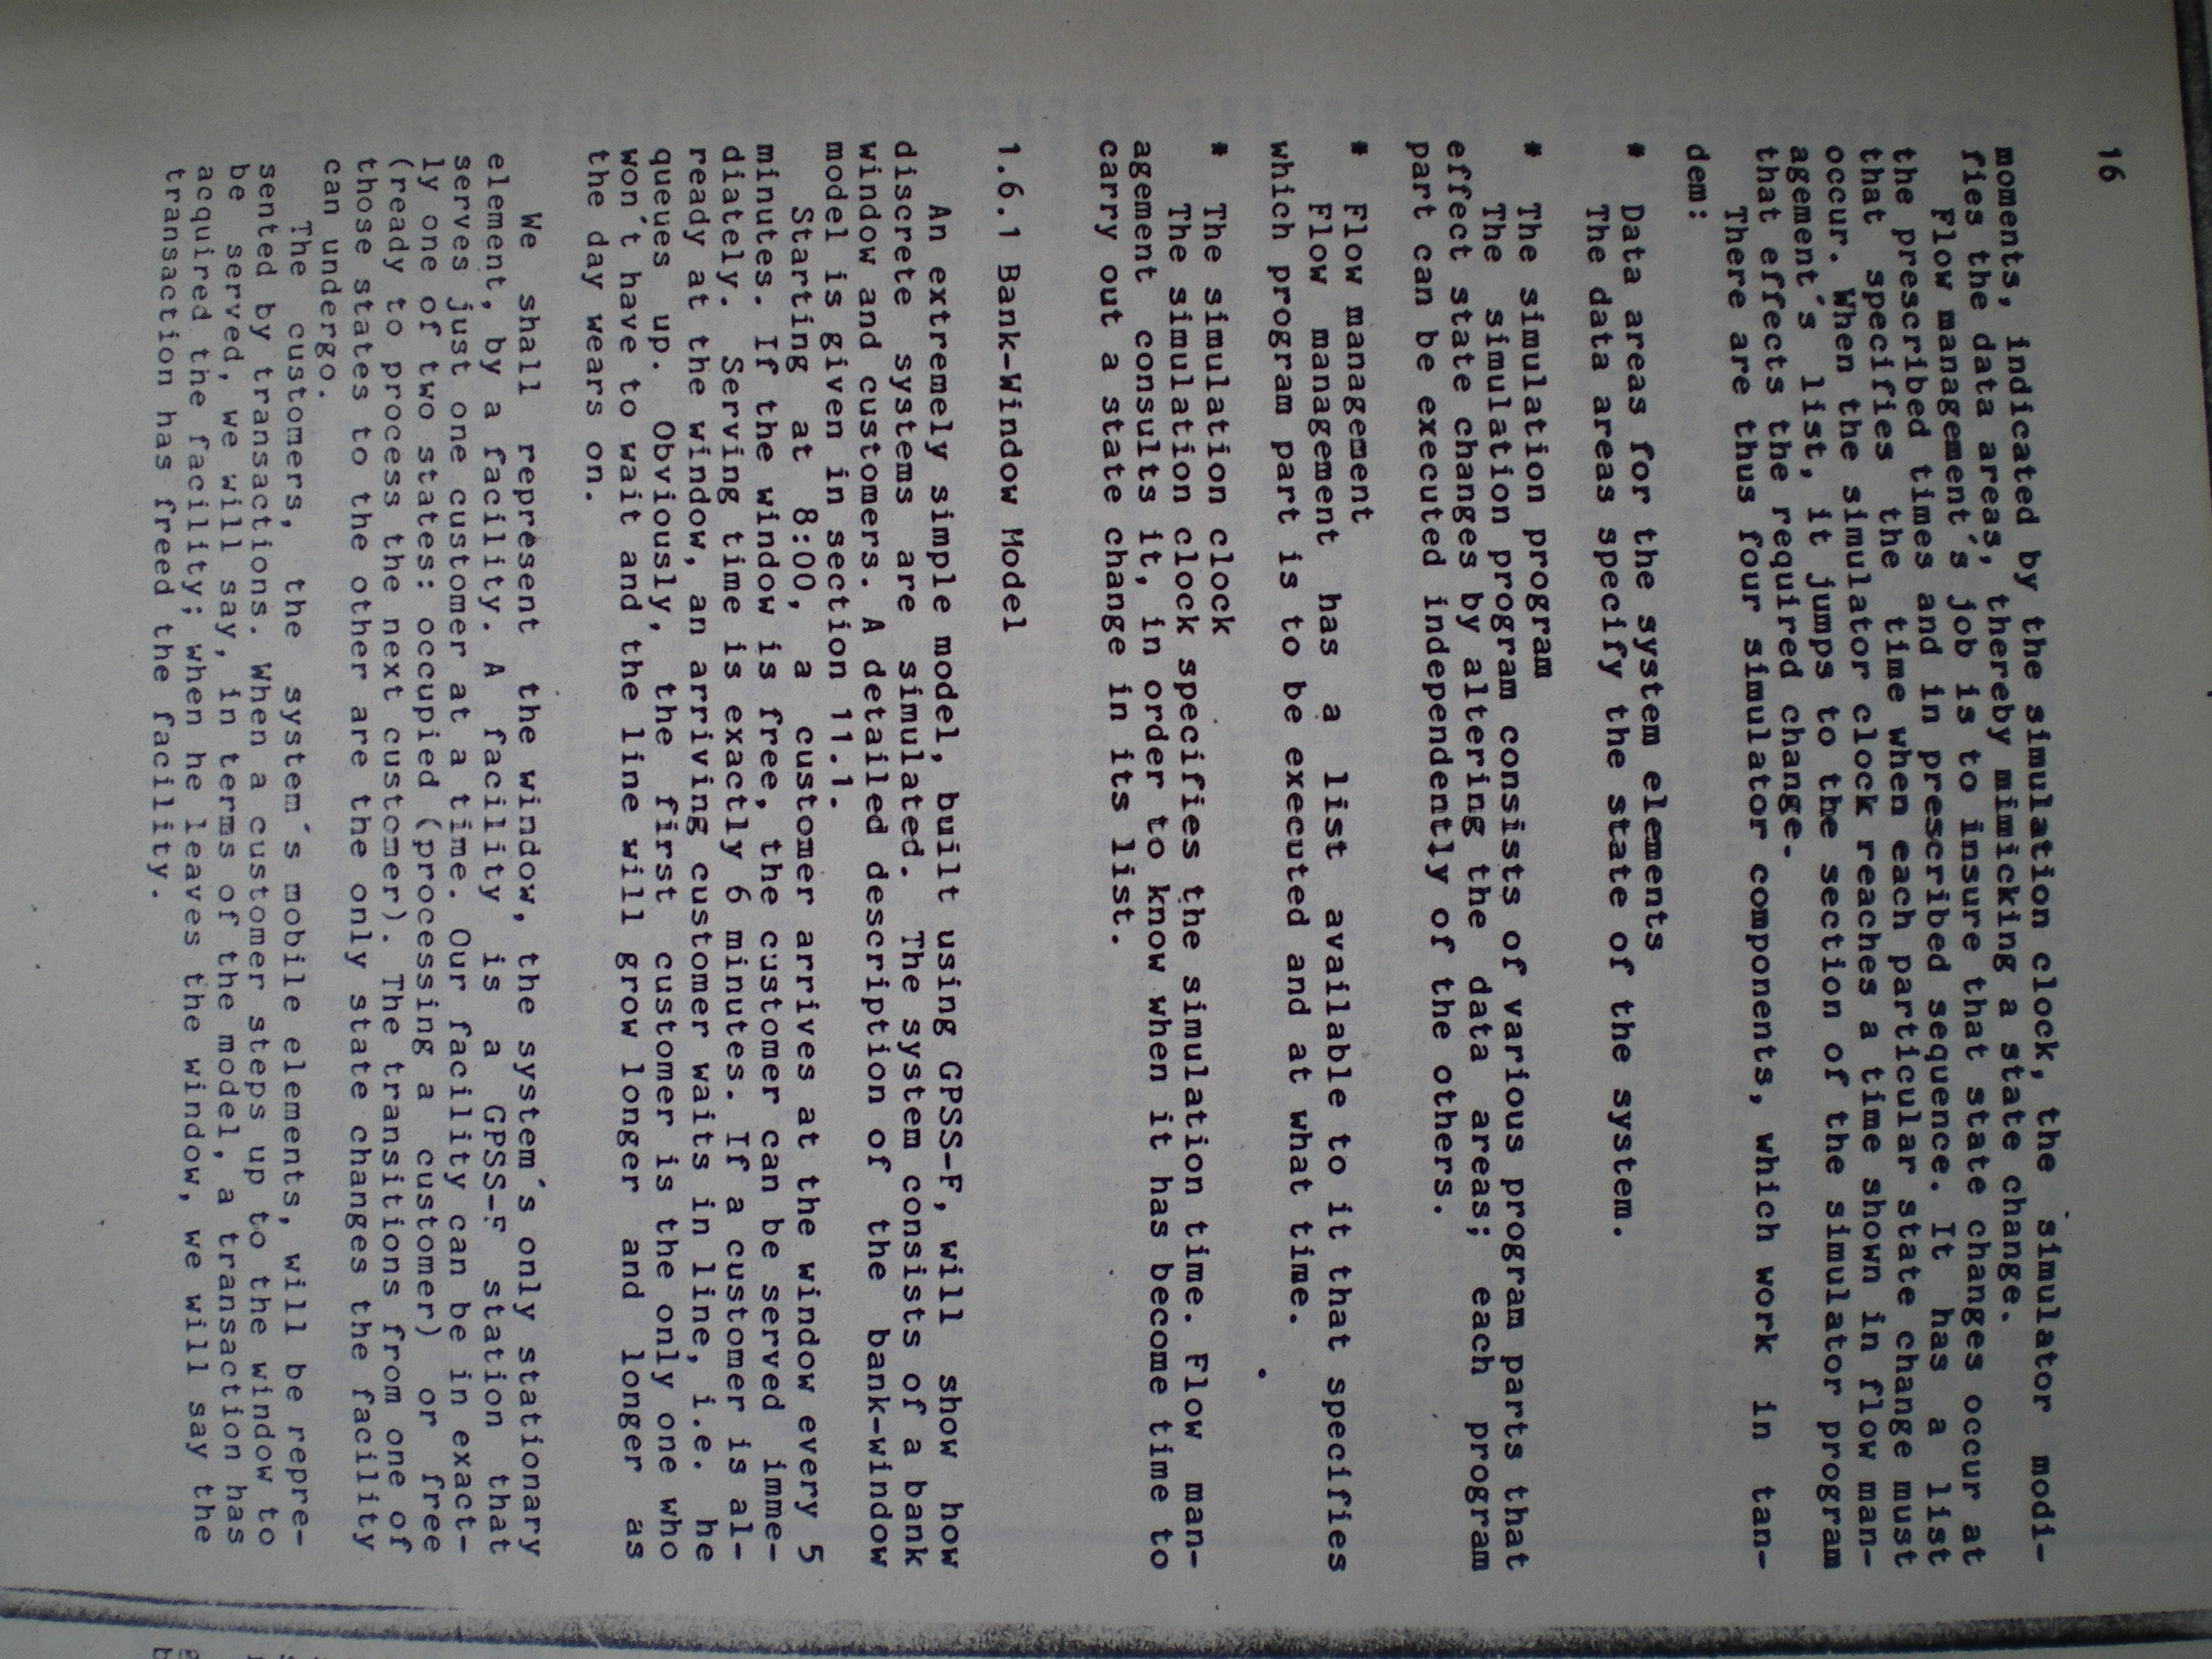 16
moments, indicated by the simulation clock, the simulator modi-
fies the data areas, thereby mimicking a state change.
Flow management´s job is to insure that state changes occur at
the prescribed times and in prescribed sequence. It has a list
that specifies the time when each particular state change must
occur. When the simulator clock reaches a time shown in flow man-
agement´s list, it jumps to the section of the simulator program
that effects the required change.
There are thus four simulator components, which work in tan-
dem:
* Data areas for the system elements
The data areas specify the state of the system.
* The simulation program
The simulation program consists of various program parts that
effect state changes by altering the data areas; each program
part can be executed independently of the others.
* Flow management
Flow management has a list available to it that specifies
which program part is to be executed and at what time.
* The simulation clock
The simulation clock specifies the simulation time. Flow man-
agement consults it, in order to know when it has become time to
carry out a state change in its list.
1.6.1 Bank-Window Model
An extremely simple model, built using GPSS-F, will show how
discrete systems are simulated. The system consists of a bank
window and customers. A detailed description of the bank-window
model is given in section 11.1.
Starting at 8:00, a customer arrives at the window every 5
minutes. If the window is free, the customer can be served imme-
diately. Serving time is exactly 6 minutes. If a customer is al-
ready at the window, an arriving customer waits in line, i.e. he
queues up. Obviously, the first customer is the only one who
won´t have to wait and the line will grow longer and longer as
the day wears on.
We shall represent the window, the system´s only stationary
element, by a facility. A facility is a GPSS-F station that
serves just one customer at a time. Our facility can be in exact-
ly one of two states: occupied (processing a customer) or free
(ready to process the next customer). The transitions from one of
those states to the other are the only state changes the facility
can undergo.
The customers, the system´s mobile elements, will be repre-
sented by transactions. When a customer steps up to the window to
be served, we will say, in terms of the model, a transaction has
acquired the facility; when he leaves the window, we will say the
transaction has freed the facility.